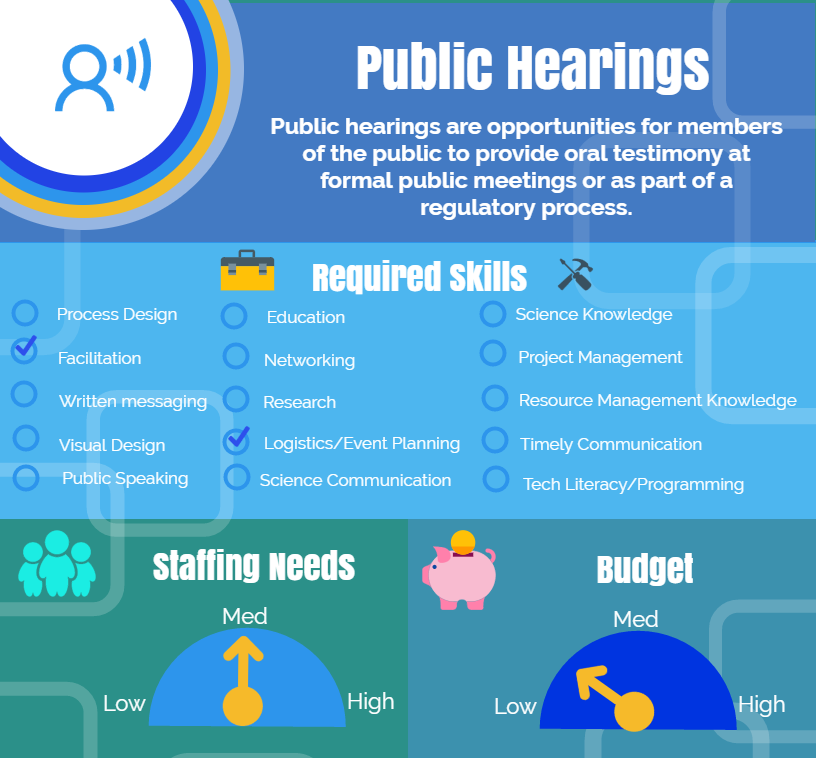 Public Hearings
Public hearings are opportunities for members
of the public to provide oral testimony at
formal public meetings or as part of a
regulatory process.
Required Skills
Process Design
Facilitation
Written messaging
Visual Design
Public Speaking
Education
Networking
Research
Logistics/Event Planning
Science Communication
Science Knowledge
Project Management
Resource Management Knowledge
Timely Communication
Tech Literacy/Programming
Staffing Needs
Med
Low
High
Budget
Med
Low
High